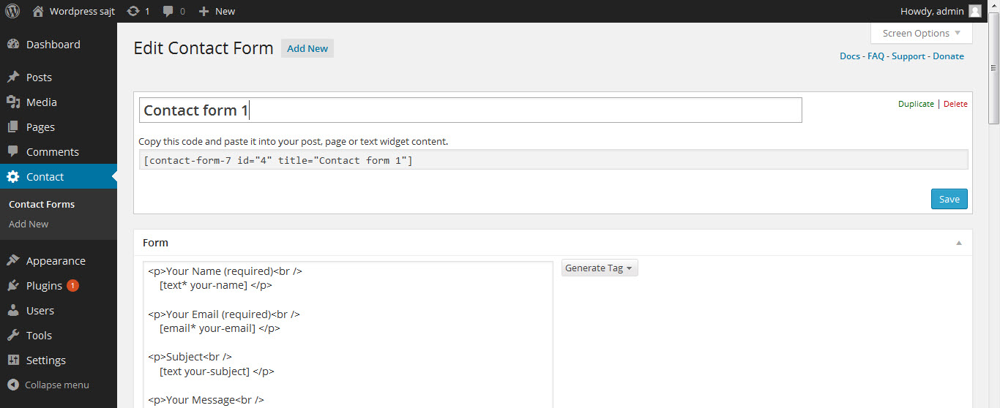 Wordpress sajt 1 0 New Howdy, admin
Screen Options
Dashboard
Posts
Media
Pages
Comments
Contact
Contact Forms
Add New
Appearance
Plugins 1
Users
Tools
Settings
Collapse menu
Edit Contact Form Add New
Docs - FAQ - Support - Donate
Contact form 1
Duplicate | Delete
Copy this code and paste it into your post, page or text widget content.
[contact-form-7 id="4" title="Contact form 1"]
Save
Form
<p>Your Name (required)<br />
[text* your-name] </p>
<p>Your Email (required)<br />
[email* your-email] </p>
<p>Subject<br />
[text your-subject] </p>
<p>Your Message<br />
Generate Tag